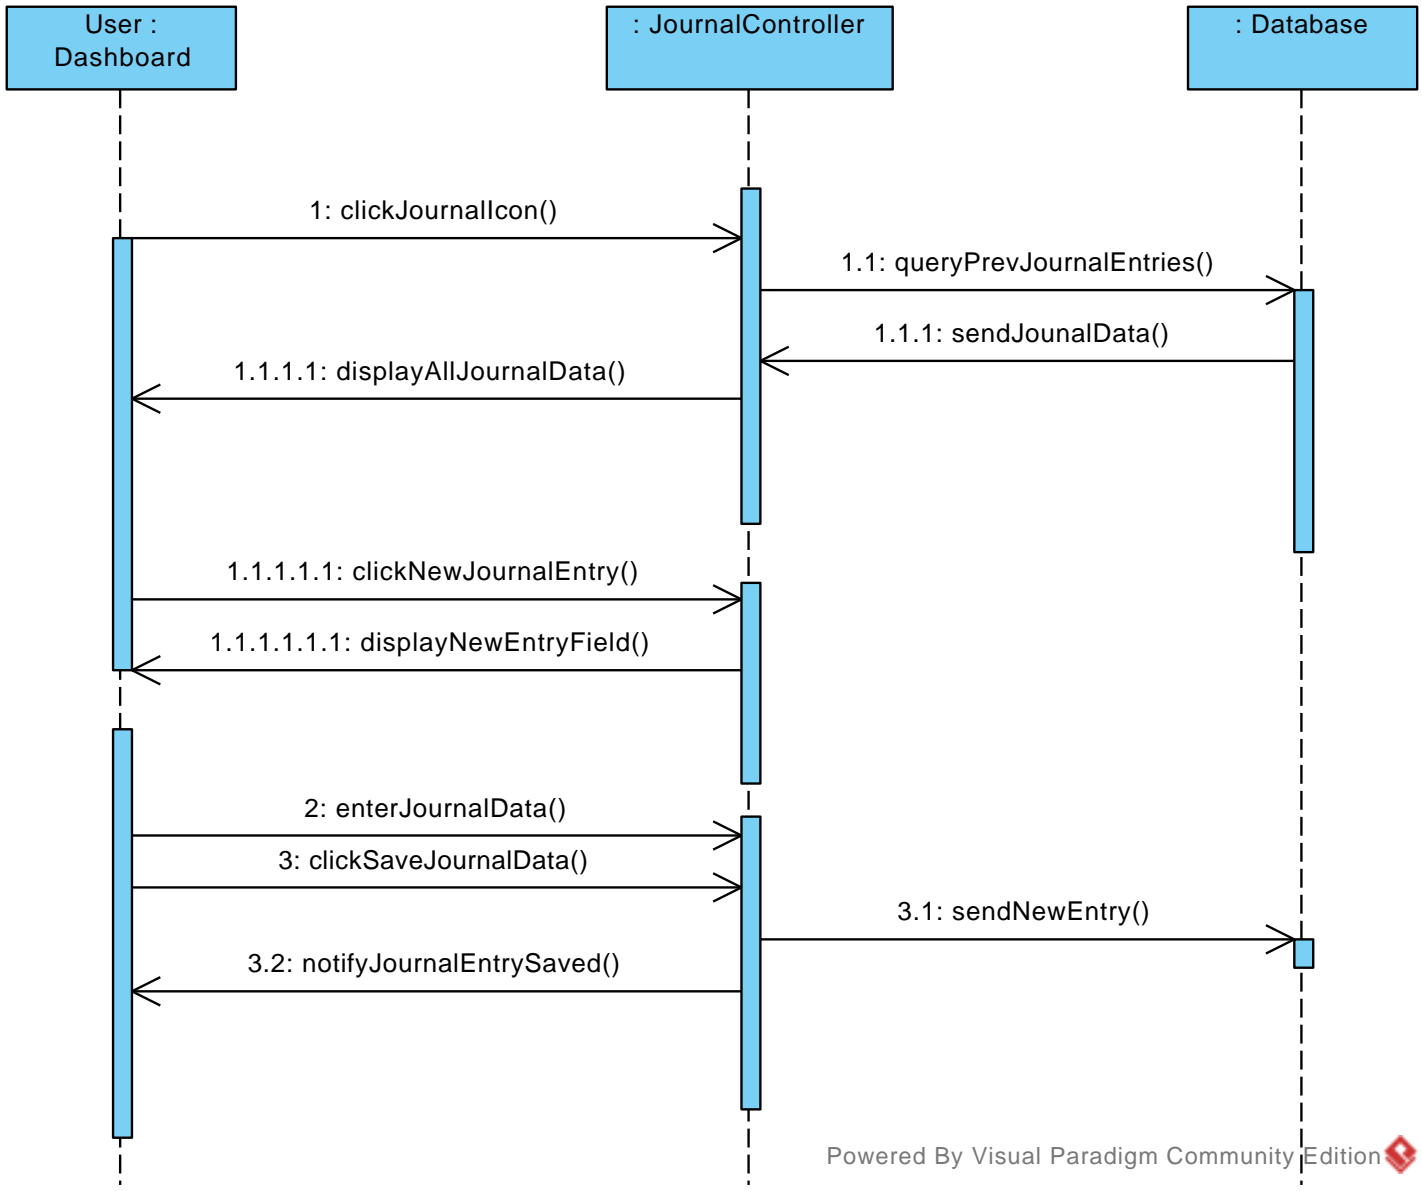 User :
Dashboard
: JournalController
: Database
1: clickJournalIcon()
1.1: queryPrevJournalEntries()
1.1.1: sendJounalData()
1.1.1.1: displayAllJournalData()
1.1.1.1.1: clickNewJournalEntry()
1.1.1.1.1.1: displayNewEntryField()
2: enterJournalData()
3: clickSaveJournalData()
3.1: sendNewEntry()
3.2: notifyJournalEntrySaved()
Powered By Visual Paradigm Community Edition